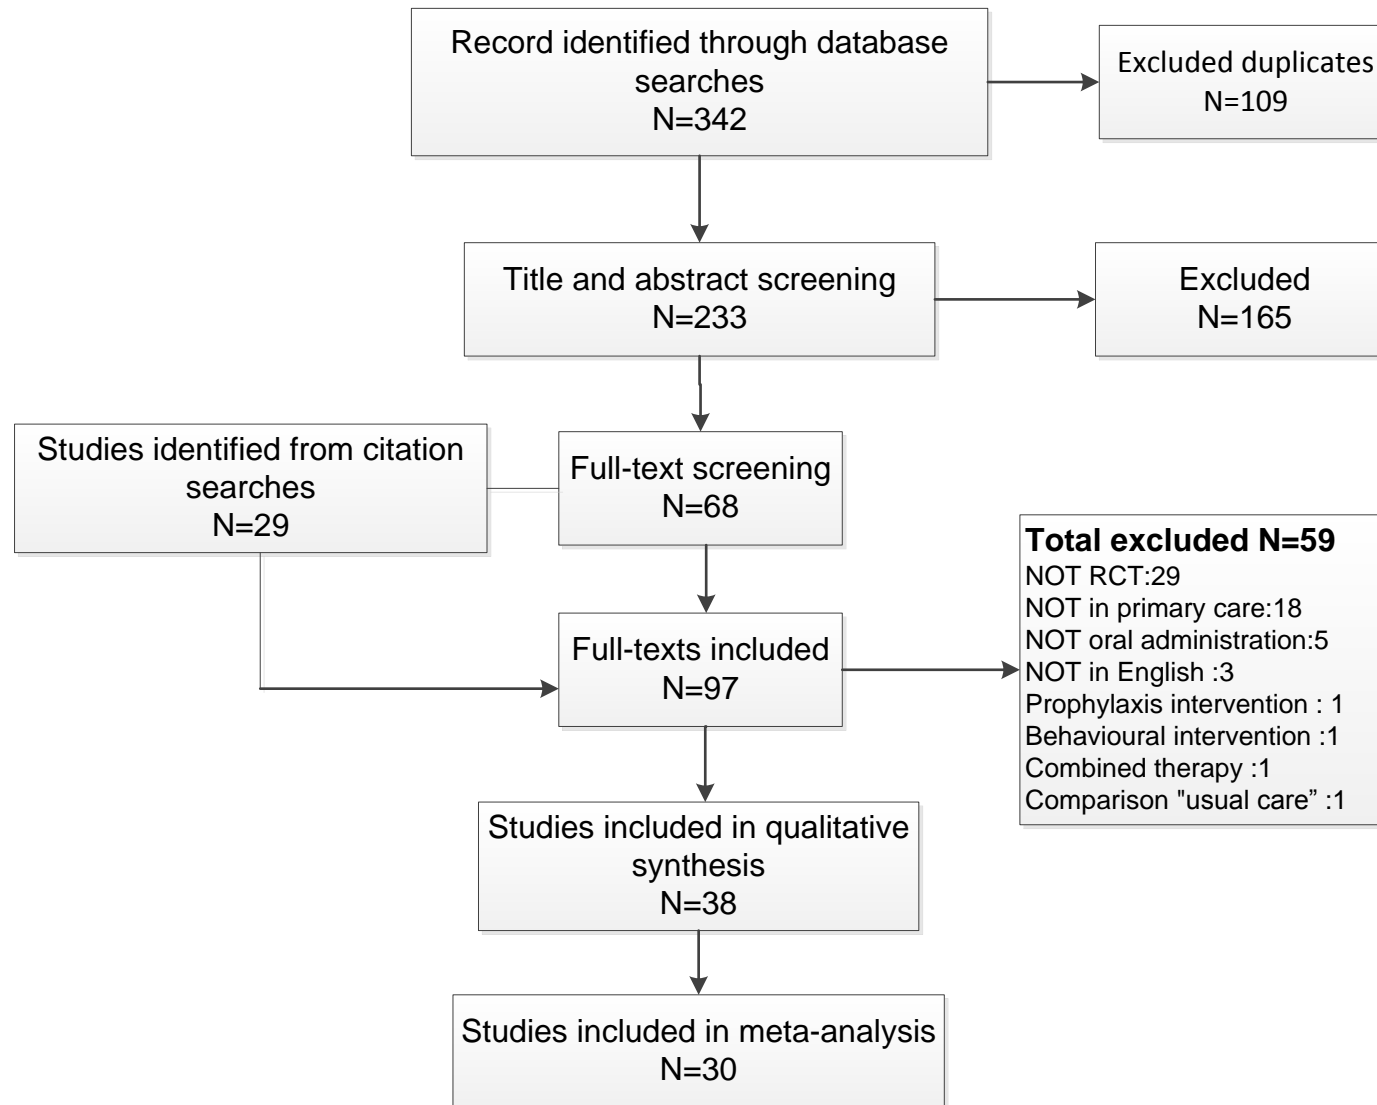 Record identified through database
searches
N=342
Excluded duplicates
N=109
Title and abstract screening
N=233
Excluded
N=165
Studies identified from citation
searches
N=29
Full-text screening
N=68
Full-texts included
N=97
Total excluded N=59
NOT RCT:29
NOT in primary care:18
NOT oral administration:5
NOT in English :3
Prophylaxis intervention : 1
Behavioural intervention :1
Combined therapy :1
Comparison "usual care” :1
Studies included in qualitative
synthesis
N=38
Studies included in meta-analysis
N=30